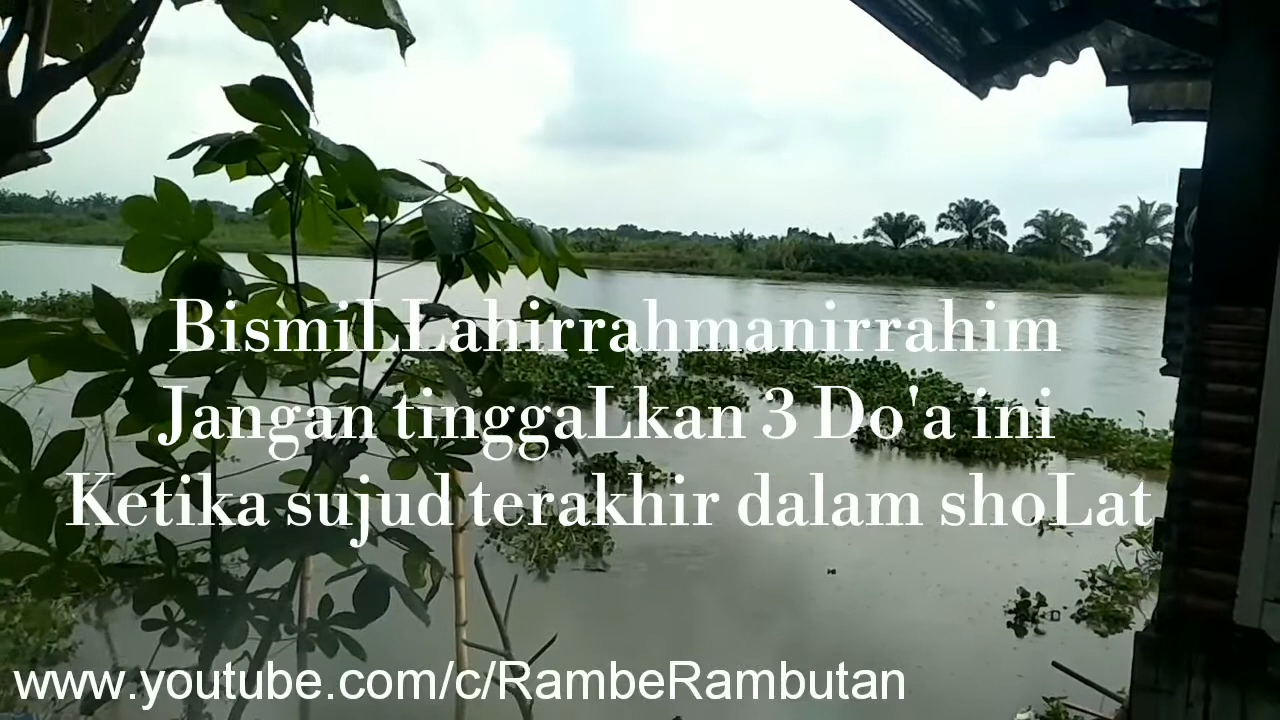 BismiLLahirrahmanirrahim
Jangan tinggaLkan 3 Do'a ini
Ketika sujud terakhir dalam shoLat
www.youtube.com/c/RambeRambutan